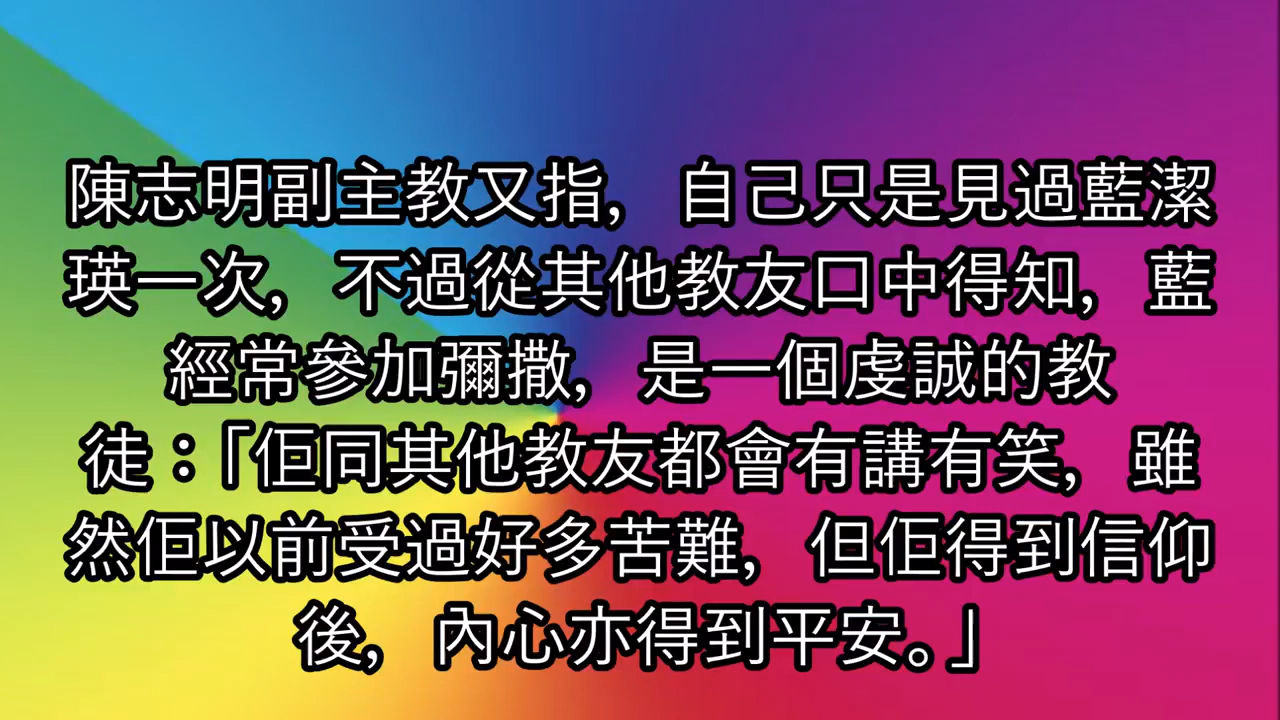 陳志明副主教又指，自己只是見過藍潔
瑛一次，不過從其他教友口中得知，藍
經常參加彌撒，是一個虔誠的教
徒：「佢同其他教友都會有講有笑，雖
然佢以前受過好多苦難，但佢得到信仰
後，內心亦得到平安。」